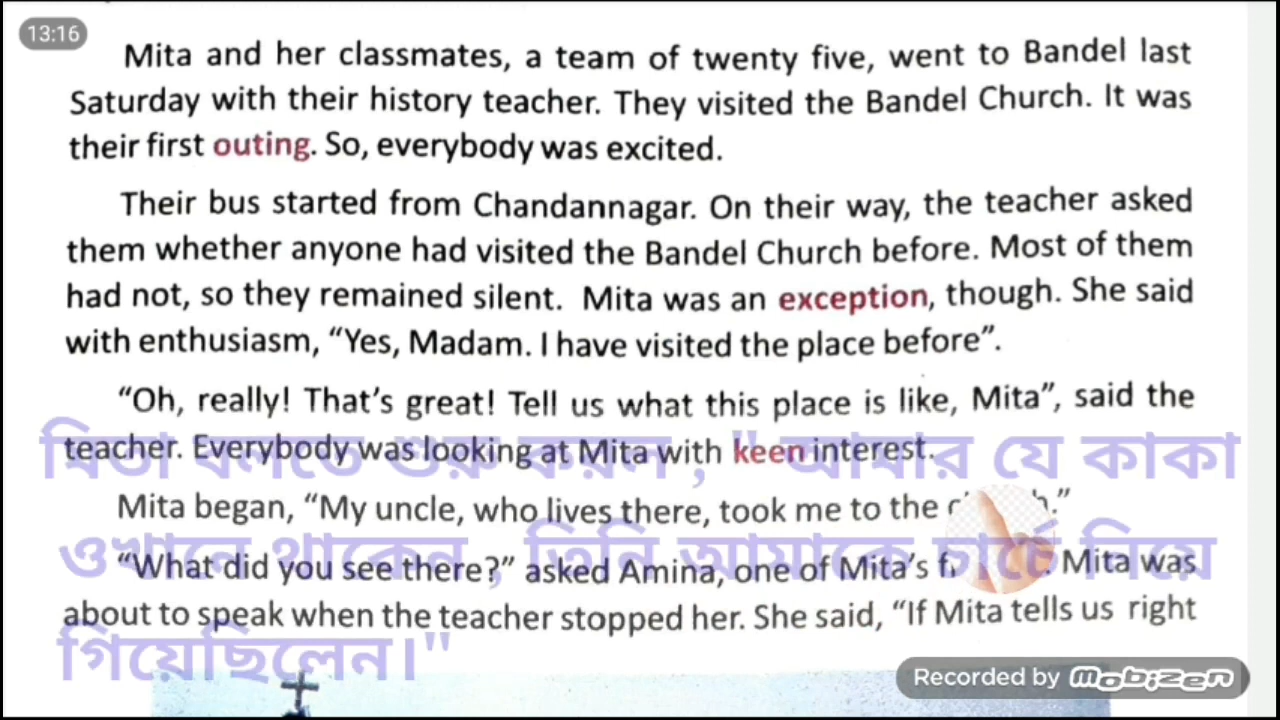 13:16
Mita and her classmates, a team of twenty five, went to Bandel last
Saturday with their history teacher. They visited the Bandel Church. It was
their first outing. So, everybody was excited.
Their bus started from Chandannagar. On their way, the teacher asked
them whether anyone had visited the Bandel Church before. Most of them
had not, so they remained silent. Mita was an exception, though. She said
with enthusiasm, “Yes, Madam. I have visited the place before”.
“Oh, really! That’s great! Tell us what this place is like, Mita”, said the
মিতা বলতে শুরু করল , "আমার যে কাকা
teacher. Everybody was looking at Mita with keen interest.
Mita began, “My uncle, who lives there, took me to the
ওখানে থাকেন , তিনি আমাকে চার্চে নিয়ে
“What did you see there?” asked Amina, one of Mita’s Mita was
about to speak when the teacher stopped her. She said, “If Mita tells us right
গিয়েছিলেন।"
Recorded by mobizen